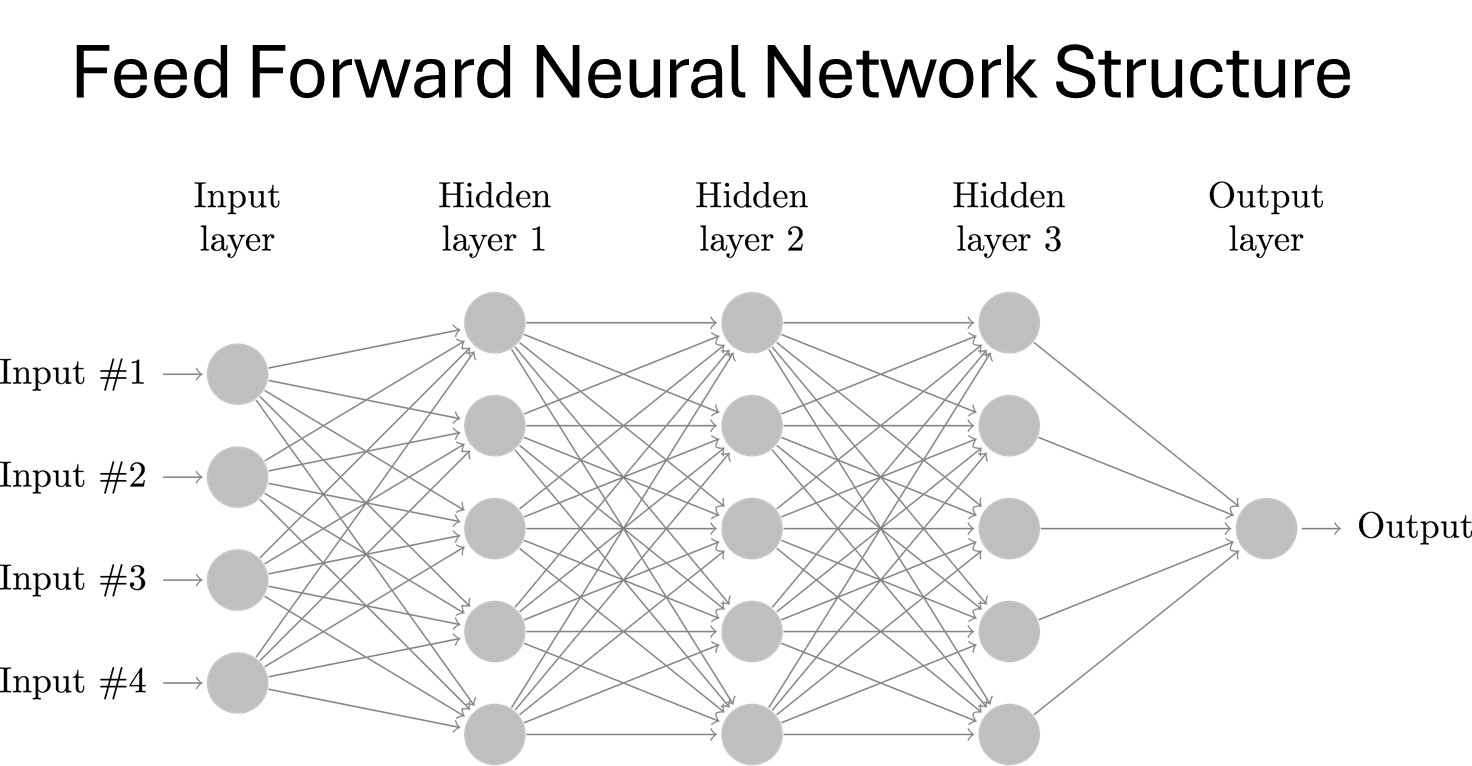 Feed Forward Neural Network Structure
Input
layer
Hidden
layer 1
Hidden
layer 2
Hidden
layer 3
Output
layer
Input #1
Input #2
Input #3
Input #4
Output